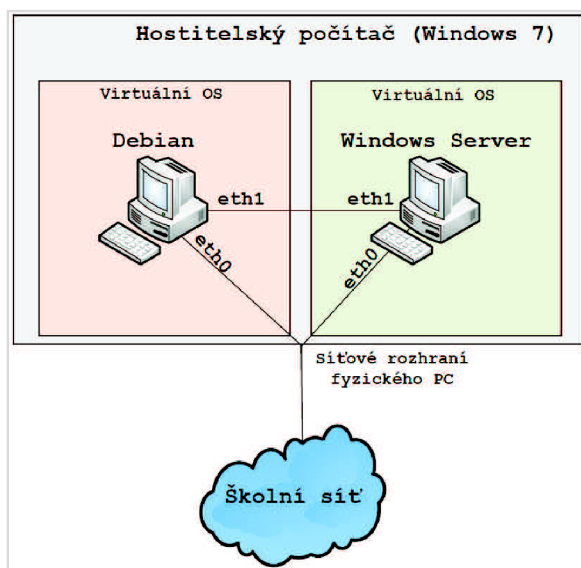 Hostitelský počítač (Windows 7)
Virtuální OS
Debian
eth1
eth0
Virtuální OS
Windows Server
eth1
eth0
Síťové rozhraní
fyzického PC
Školní síť